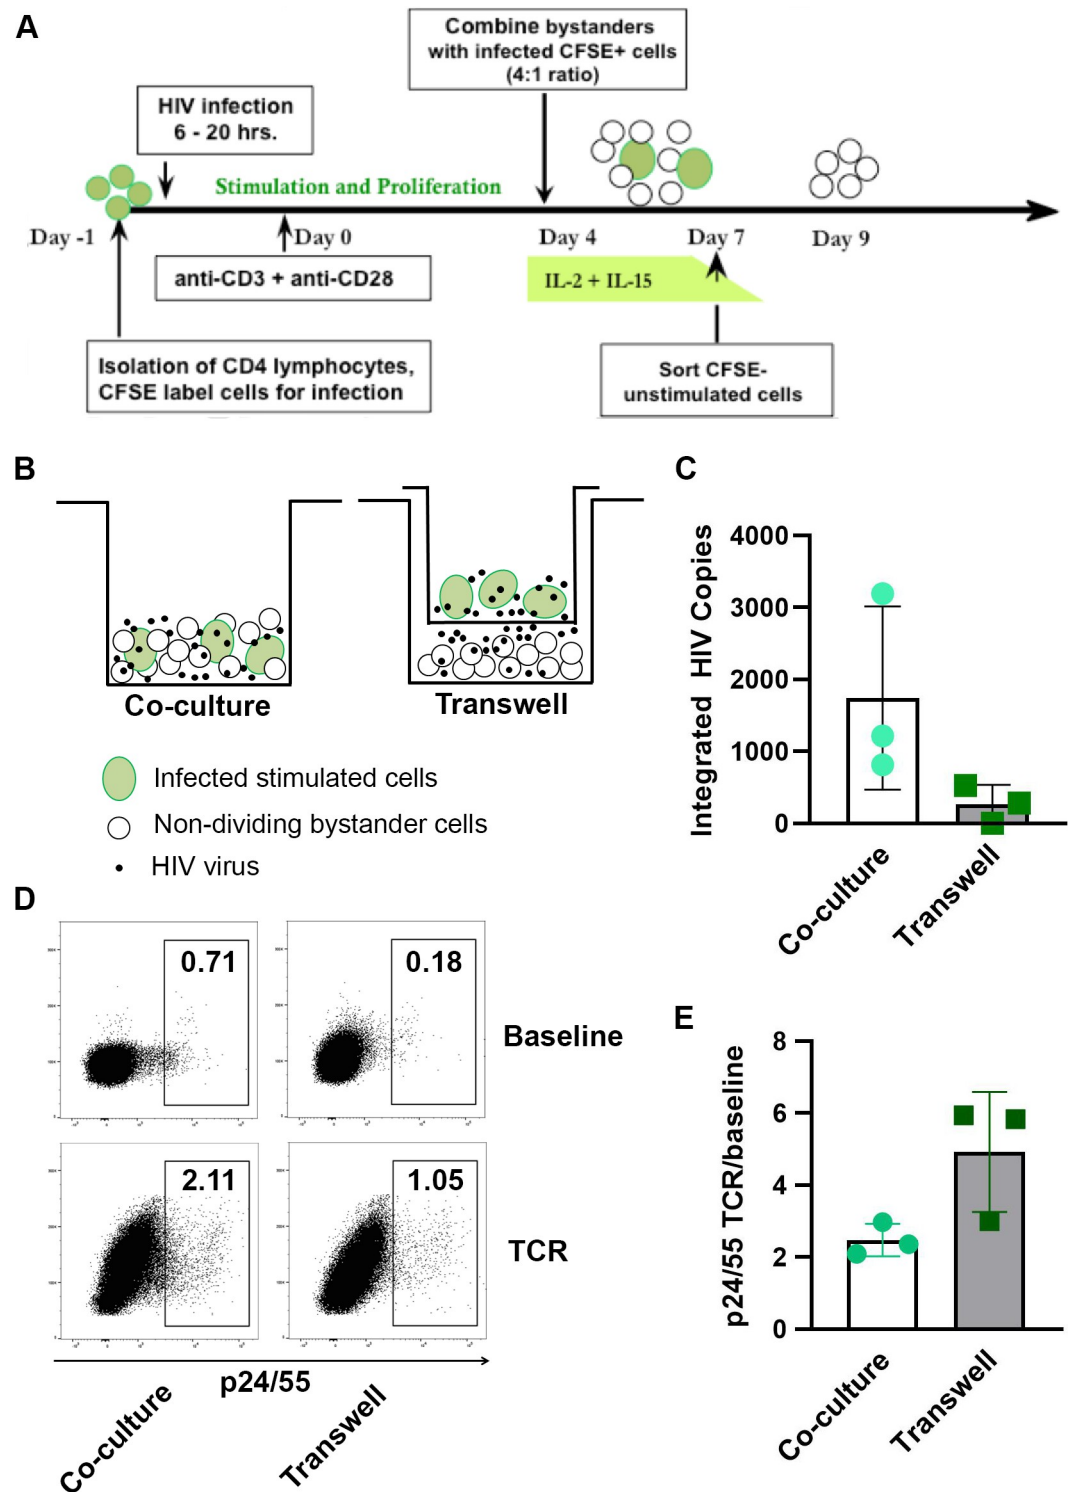 A
Combine bystanders
with infected CFSE+ cells
(4:1 ratio)
HIV infection
6 - 20 hrs.
Stimulation and Proliferation
Day -1
Day 0
Day 4
Day 7
Day 9
anti-CD3 + anti-CD28
IL-2 + IL-15
Isolation of CD4 lymphocytes,
CFSE label cells for infection
Sort CFSE-
unstimulated cells
B
Co-culture
Transwell
Infected stimulated cells
Non-dividing bystander cells
HIV virus
C
Integrated HIV Copies
4000
3000
2000
1000
0
Co-culture
Transwell
D
0.71
0.18
Baseline
2.11
1.05
TCR
p24/55
Co-culture
Transwell
E
p24/55 TCR/baseline
8
6
4
2
0
Co-culture
Transwell